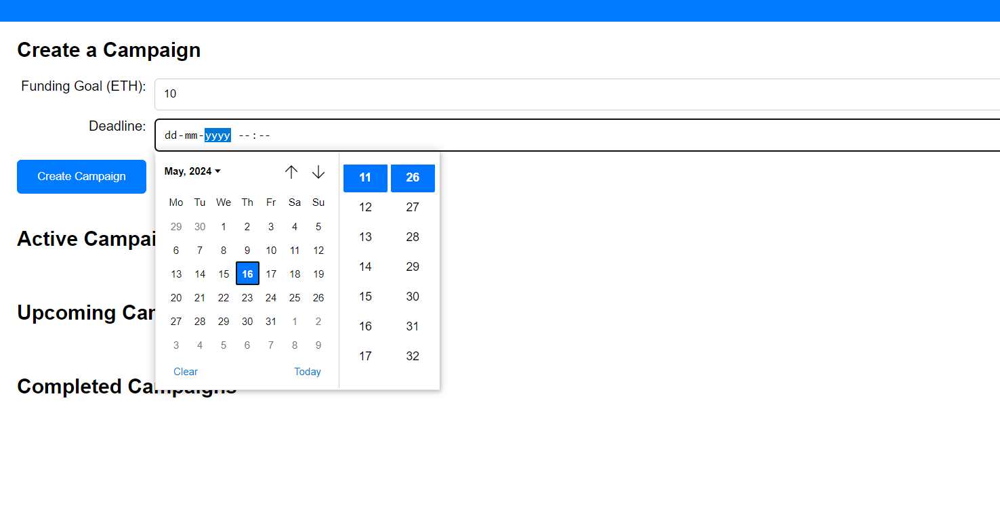 Create a Campaign
Funding Goal (ETH): 10
Deadline: dd-mm-yyyy --:--
Create Campaign
May, 2024
Mo Tu We Th Fr Sa Su
29 30 1 2 3 4 5
6 7 8 9 10 11 12
13 14 15 16 17 18 19
20 21 22 23 24 25 26
27 28 29 30 31 1 2
3 4 5 6 7 8 9
Clear Today
11 26
12 27
13 28
14 29
15 30
16 31
17 32
Active Campai
Upcoming Car
Completed Campaigns